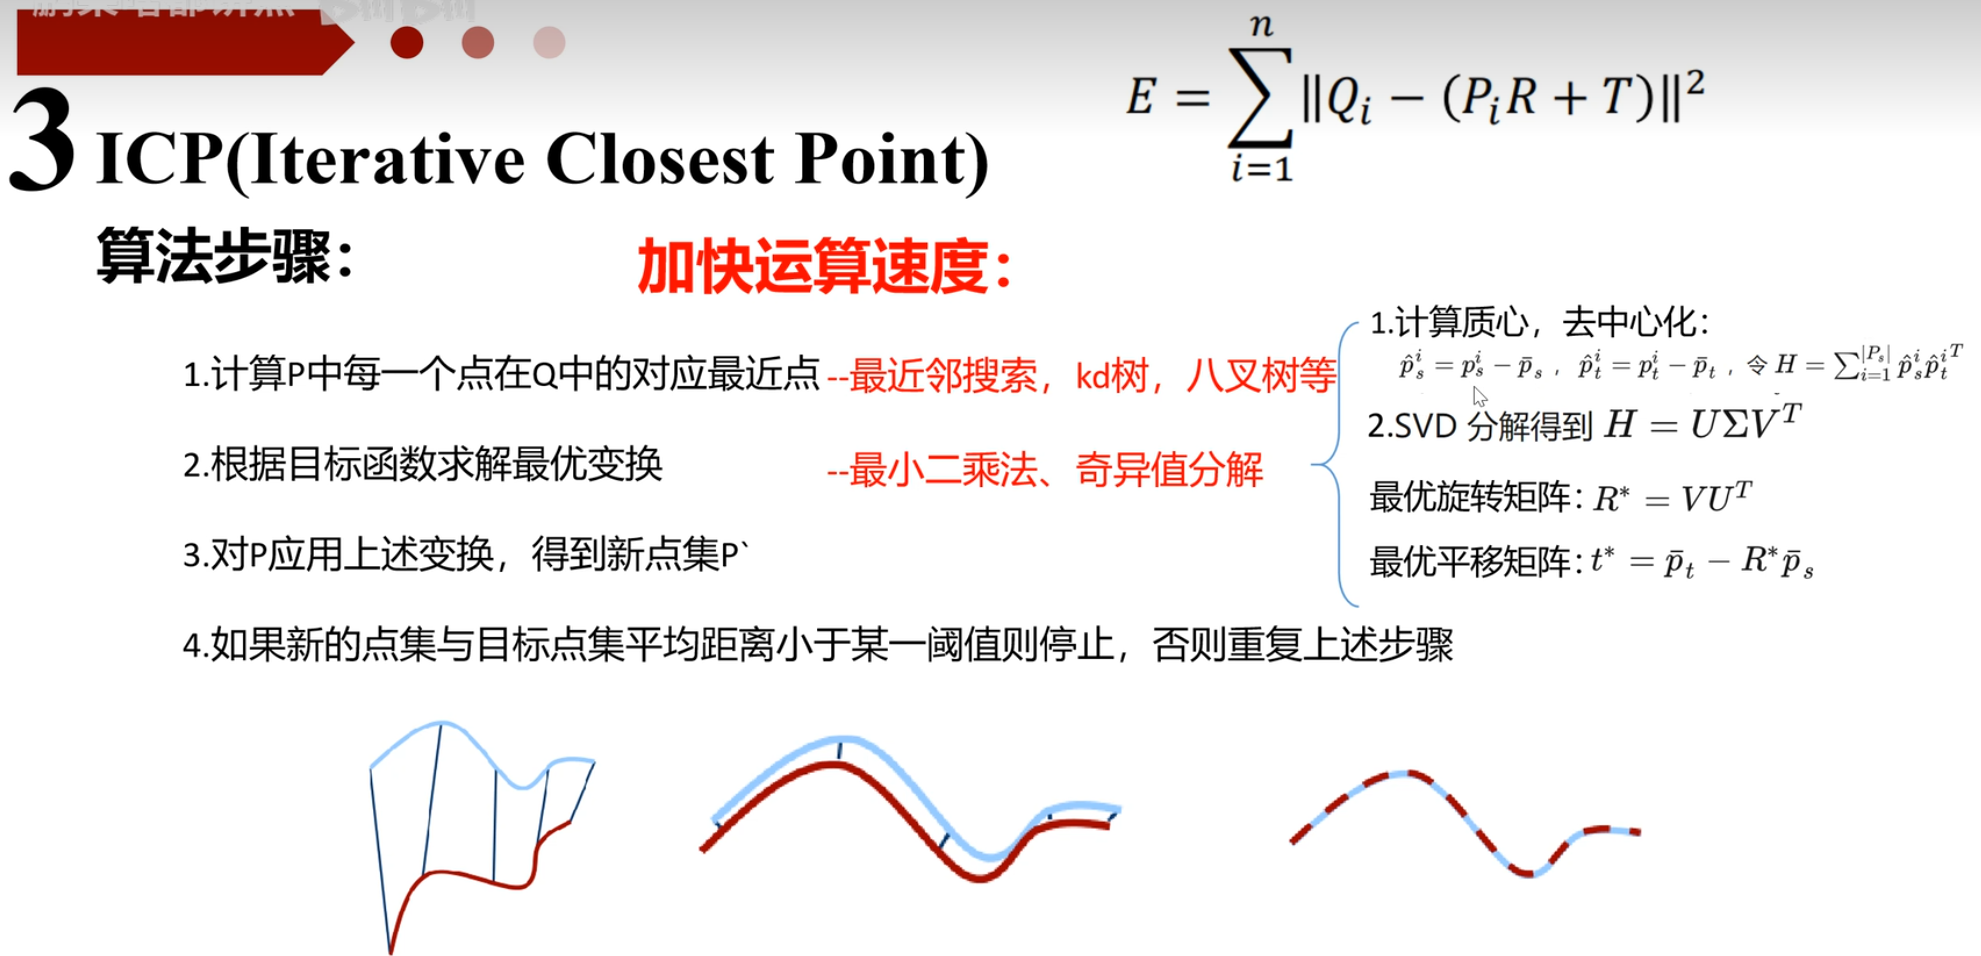 E = \sum_{i=1}^{n} \|Q_i - (P_i R + T)\|^2
3 ICP(Iterative Closest Point)
算法步骤：
加快运算速度：
1.计算P中每一个点在Q中的对应最近点 --最近邻搜索，kd树，八叉树等
2.根据目标函数求解最优变换 --最小二乘法、奇异值分解
3.对P应用上述变换，得到新点集P`
4.如果新的点集与目标点集平均距离小于某一阈值则停止，否则重复上述步骤
1.计算质心，去中心化：
\hat{p}_s^i = p_s^i - \bar{p}_s , \hat{p}_t^i = p_t^i - \bar{p}_t , 令 H = \sum_{i=1}^{|P_s|} \hat{p}_s^i \hat{p}_t^{iT}
2.SVD 分解得到 H = UΣV^T
最优旋转矩阵：R^* = VU^T
最优平移矩阵：t^* = \bar{p}_t - R^* \bar{p}_s